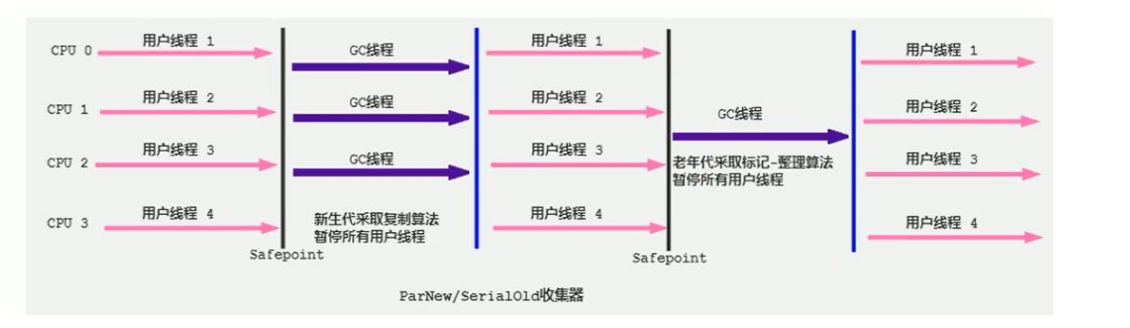 CPU 0
用户线程 1
GC线程
用户线程 1
用户线程 1
CPU 1
用户线程 2
GC线程
用户线程 2
GC线程
用户线程 2
CPU 2
用户线程 3
GC线程
用户线程 3
老年代采取标记-整理算法
暂停所有用户线程
用户线程 3
CPU 3
用户线程 4
新生代采取复制算法
暂停所有用户线程
用户线程 4
用户线程 4
Safepoint
Safepoint
ParNew/SerialOld收集器